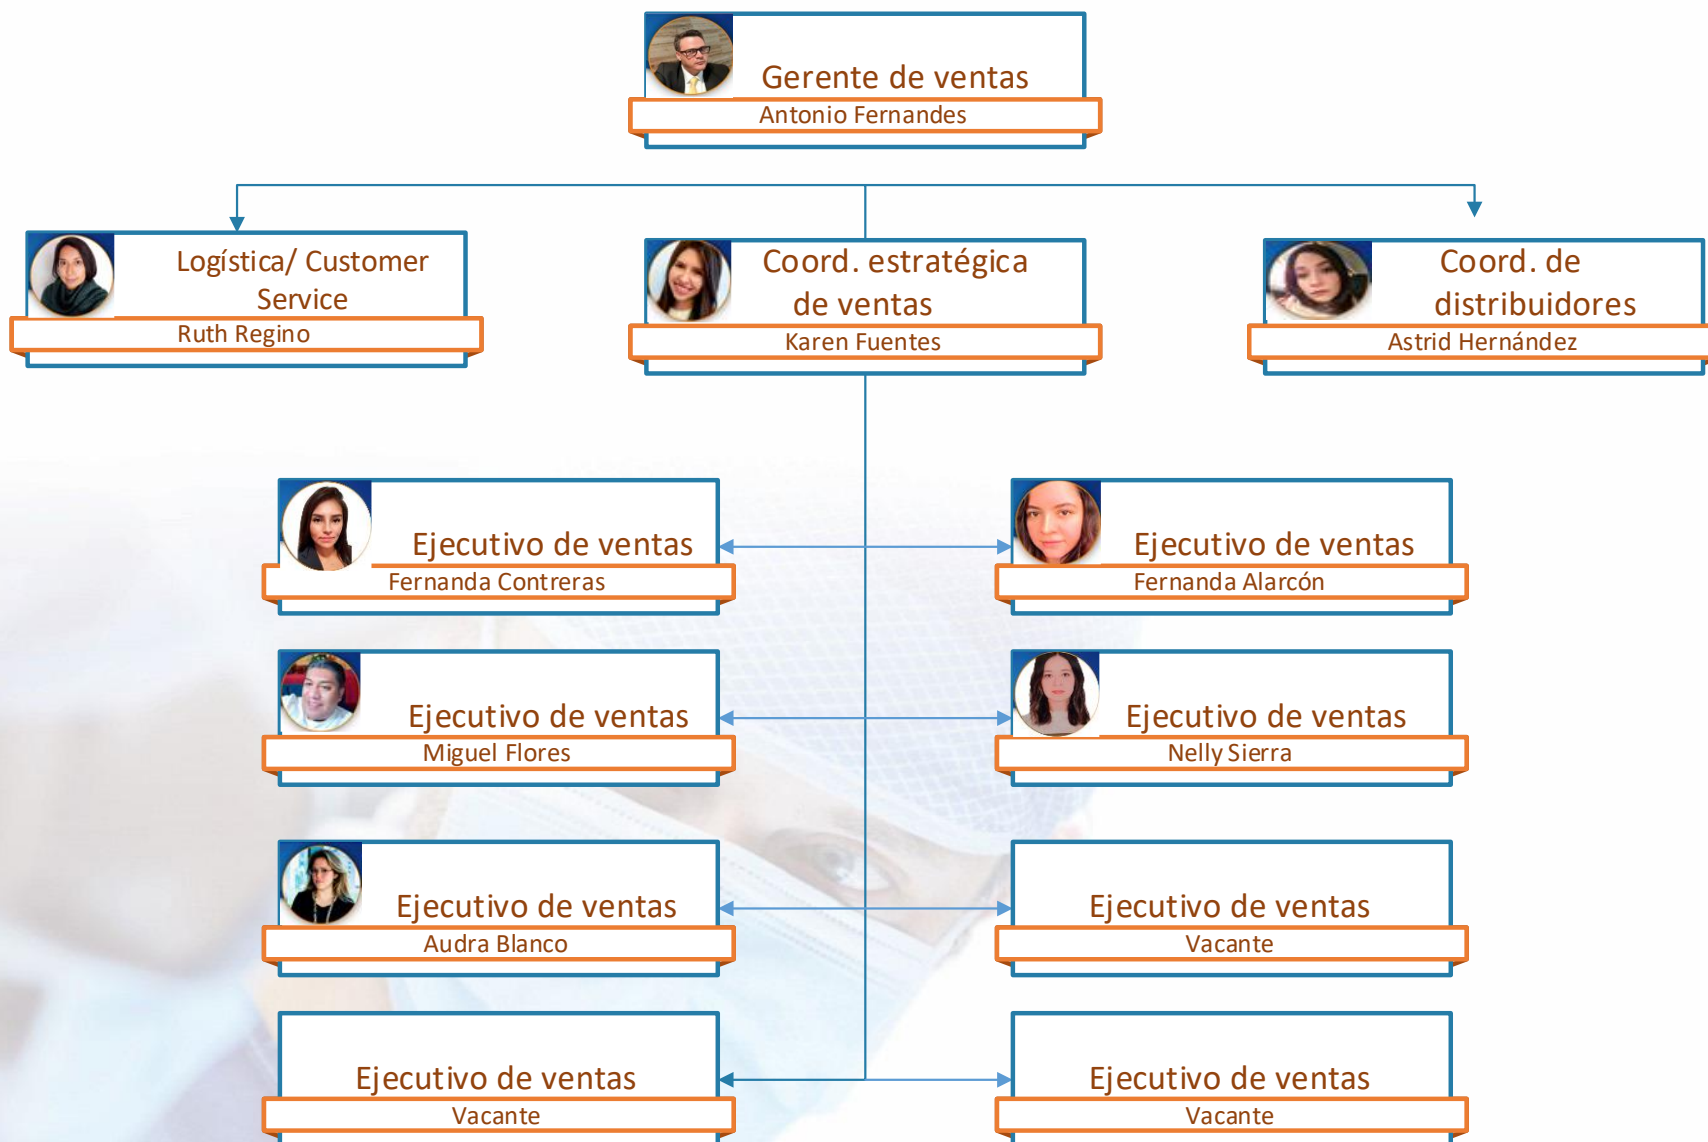 Gerente de ventas
Antonio Fernandes
Logística/ Customer
Service
Ruth Regino
Coord. estratégica
de ventas
Karen Fuentes
Coord. de
distribuidores
Astrid Hernández
Ejecutivo de ventas
Fernanda Contreras
Ejecutivo de ventas
Fernanda Alarcón
Ejecutivo de ventas
Miguel Flores
Ejecutivo de ventas
Nelly Sierra
Ejecutivo de ventas
Audra Blanco
Ejecutivo de ventas
Vacante
Ejecutivo de ventas
Vacante
Ejecutivo de ventas
Vacante